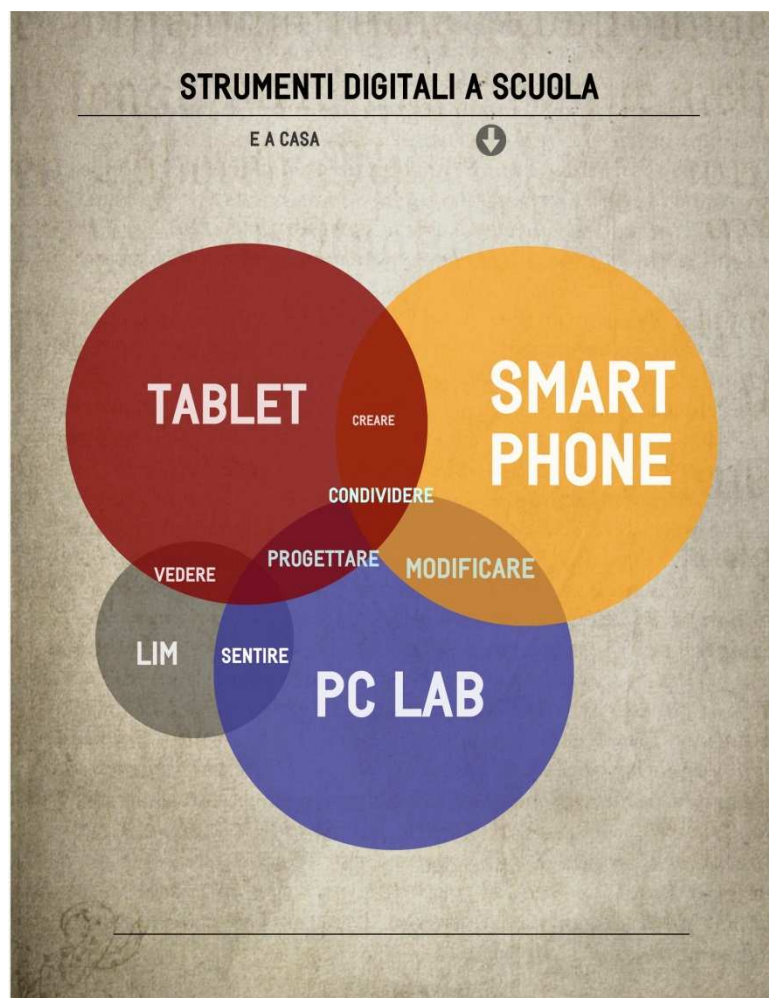 STRUMENTI DIGITALI A SCUOLA
E A CASA
TABLET
SMART
PHONE
CREARE
CONDIVIDERE
PROGETTARE
MODIFICARE
VEDERE
LIM
SENTIRE
PC LAB